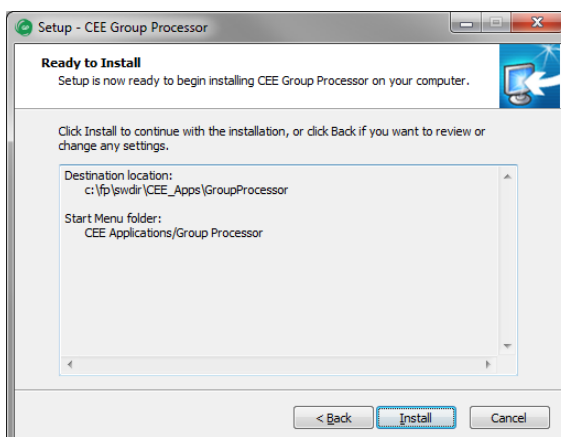 Setup - CEE Group Processor
Ready to Install
Setup is now ready to begin installing CEE Group Processor on your computer.
Click Install to continue with the installation, or click Back if you want to review or
change any settings.
Destination location:
c:\fp\swdir\CEE_Apps\GroupProcessor
Start Menu folder:
CEE Applications/Group Processor
< Back
Install
Cancel